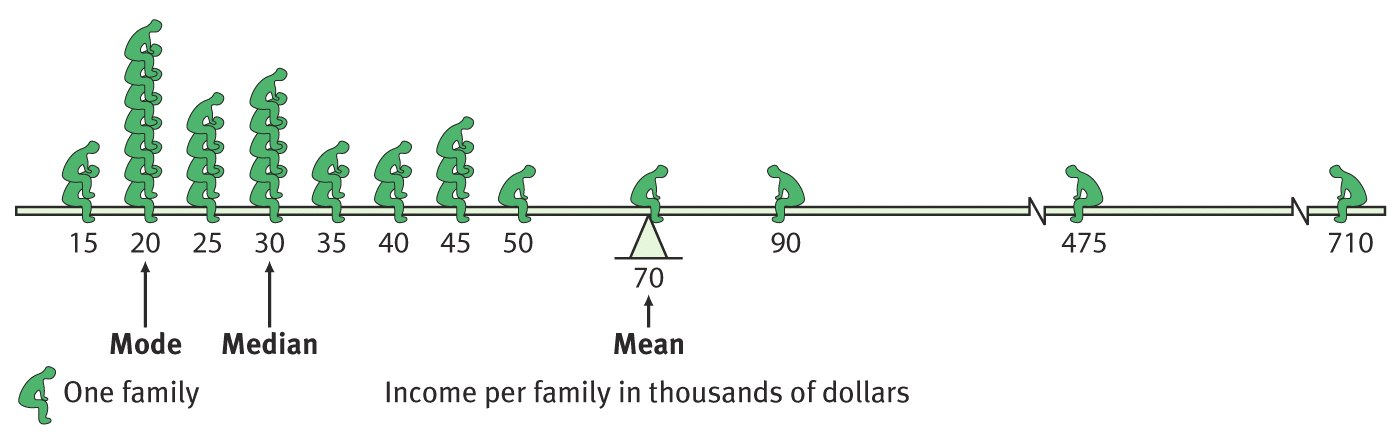 15 20 25 30 35 40 45 50 90 475 710
70
Mode Median Mean
One family Income per family in thousands of dollars